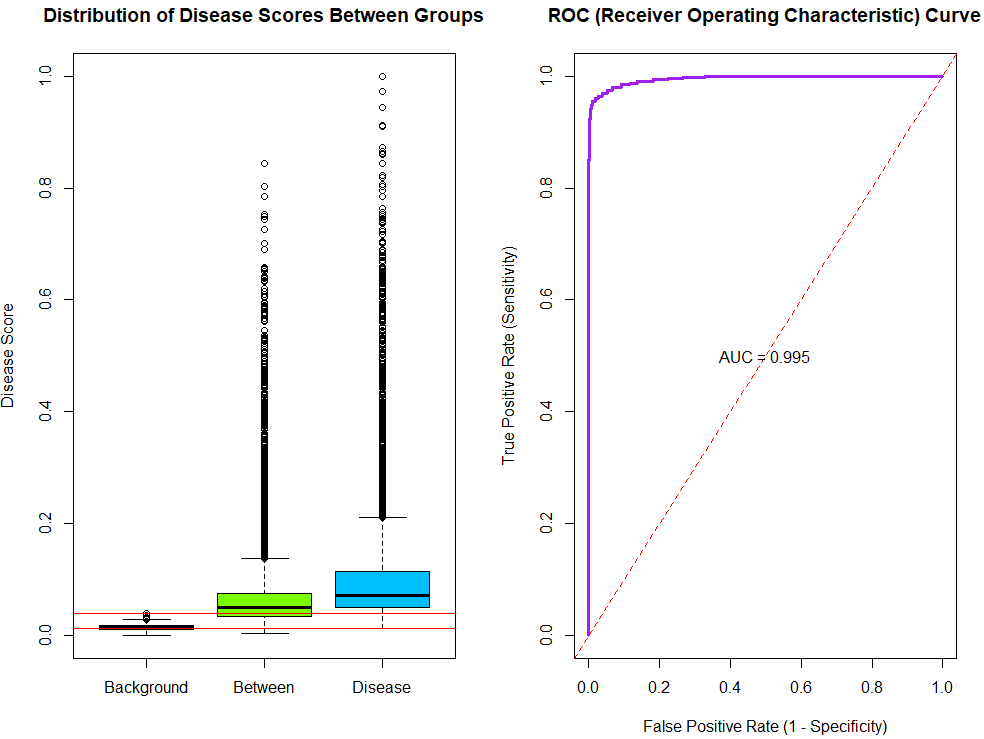 Distribution of Disease Scores Between Groups
Disease Score
1.0
0.8
0.6
0.4
0.2
0.0
Background Between Disease
ROC (Receiver Operating Characteristic) Curve
True Positive Rate (Sensitivity)
1.0
0.8
0.6
0.4
0.2
0.0
AUC = 0.995
0.0 0.2 0.4 0.6 0.8 1.0
False Positive Rate (1 - Specificity)